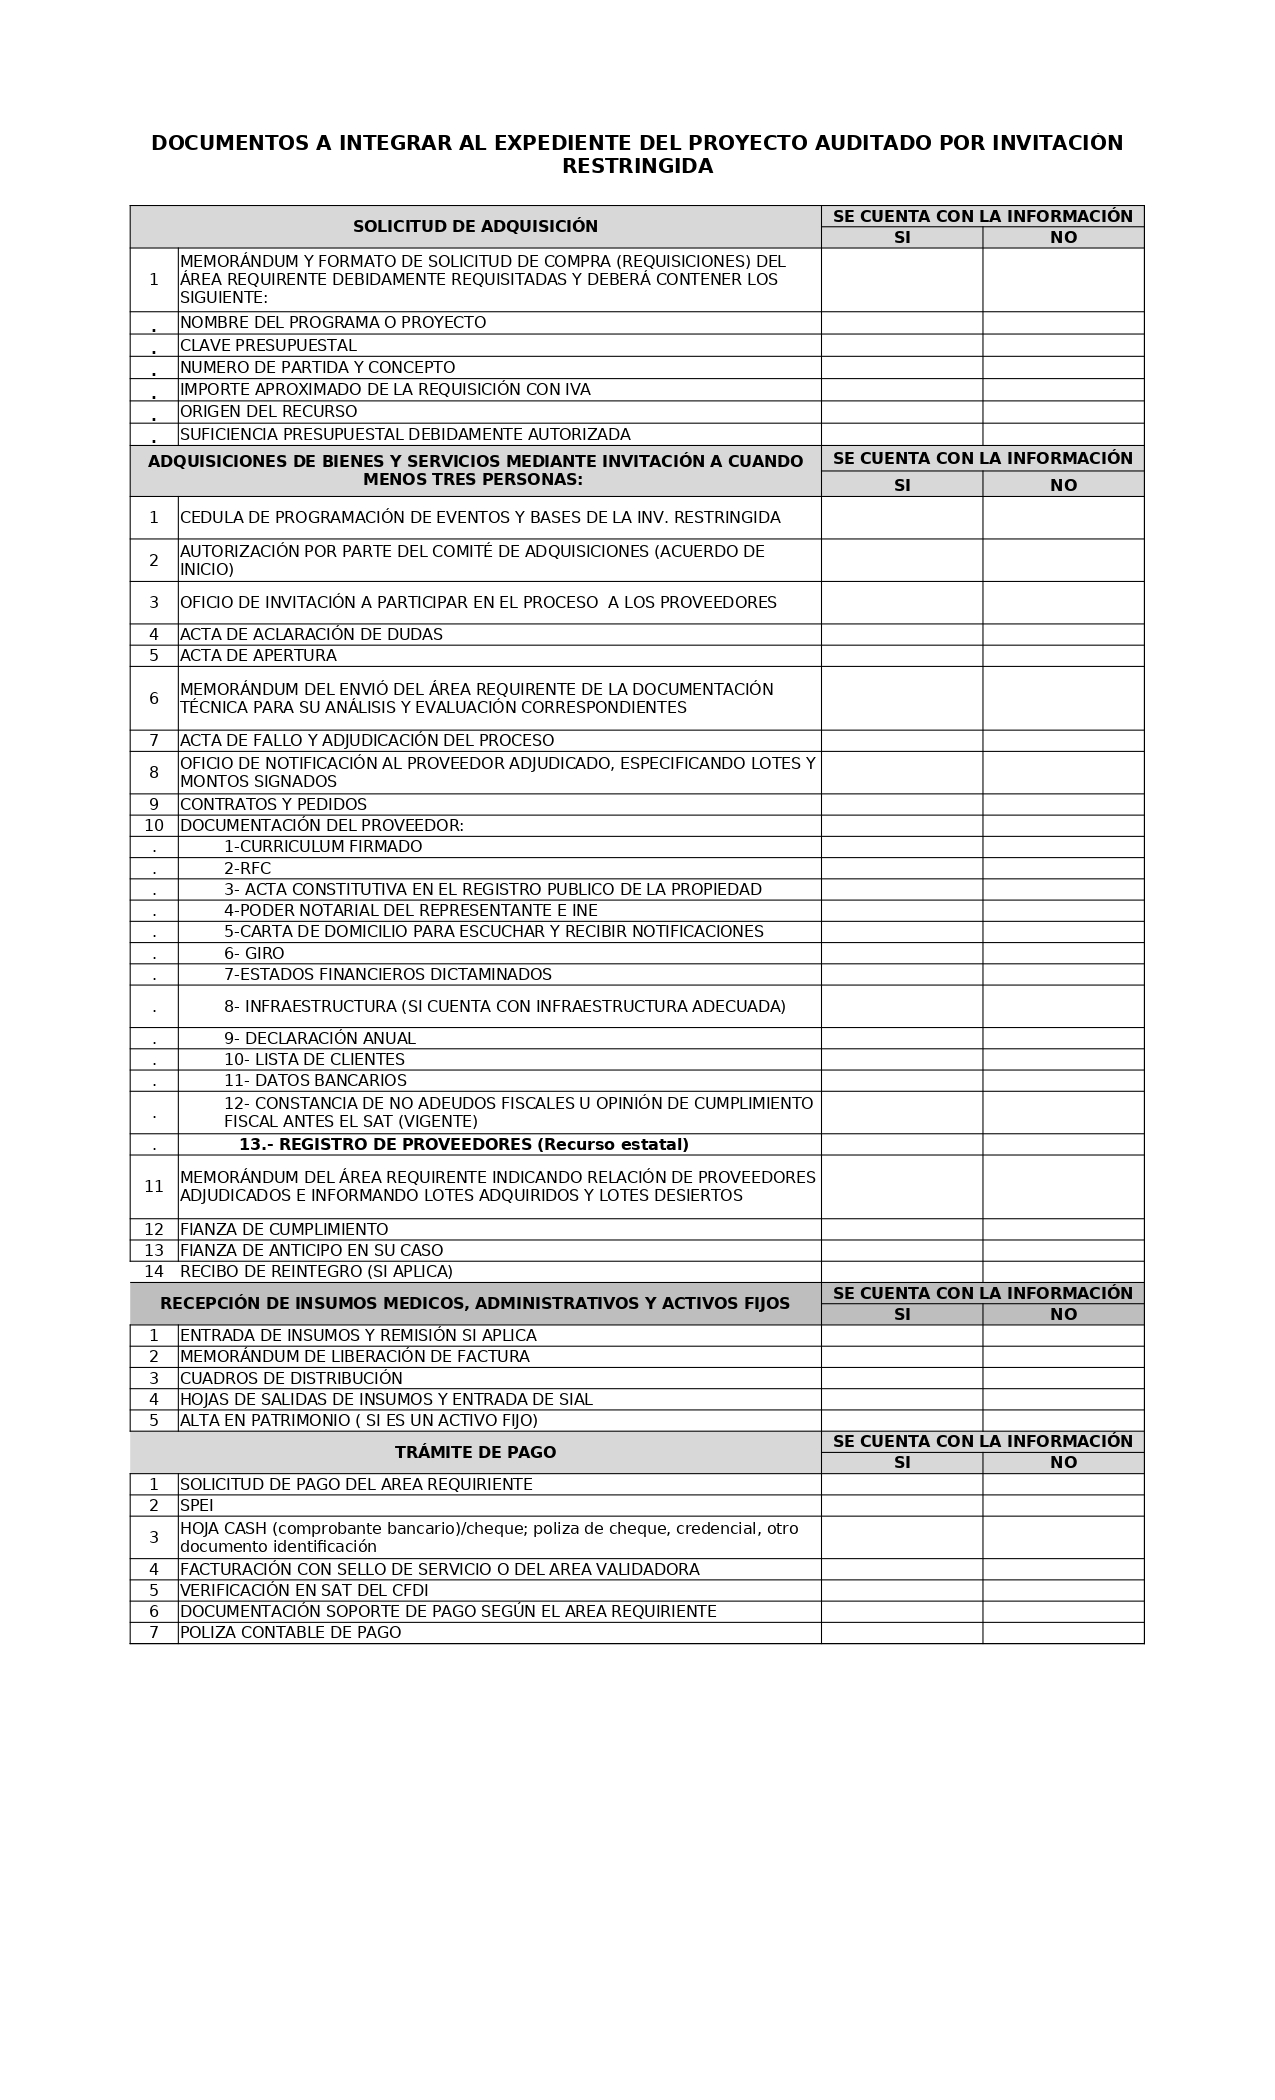 DOCUMENTOS A INTEGRAR AL EXPEDIENTE DEL PROYECTO AUDITADO POR INVITACIÓN
RESTRINGIDA
SOLICITUD DE ADQUISICIÓN
SE CUENTA CON LA INFORMACIÓN
SI NO
1 MEMORÁNDUM Y FORMATO DE SOLICITUD DE COMPRA (REQUISICIONES) DEL
ÁREA REQUIRENTE DEBIDAMENTE REQUISITADAS Y DEBERÁ CONTENER LOS
SIGUIENTE:
. NOMBRE DEL PROGRAMA O PROYECTO
. CLAVE PRESUPUESTAL
. NUMERO DE PARTIDA Y CONCEPTO
. IMPORTE APROXIMADO DE LA REQUISICIÓN CON IVA
. ORIGEN DEL RECURSO
. SUFICIENCIA PRESUPUESTAL DEBIDAMENTE AUTORIZADA
ADQUISICIONES DE BIENES Y SERVICIOS MEDIANTE INVITACIÓN A CUANDO
MENOS TRES PERSONAS:
SE CUENTA CON LA INFORMACIÓN
SI NO
1 CEDULA DE PROGRAMACIÓN DE EVENTOS Y BASES DE LA INV. RESTRINGIDA
2 AUTORIZACIÓN POR PARTE DEL COMITÉ DE ADQUISICIONES (ACUERDO DE
INICIO)
3 OFICIO DE INVITACIÓN A PARTICIPAR EN EL PROCESO  A LOS PROVEEDORES
4 ACTA DE ACLARACIÓN DE DUDAS
5 ACTA DE APERTURA
6 MEMORÁNDUM DEL ENVIÓ DEL ÁREA REQUIRENTE DE LA DOCUMENTACIÓN
TÉCNICA PARA SU ANÁLISIS Y EVALUACIÓN CORRESPONDIENTES
7 ACTA DE FALLO Y ADJUDICACIÓN DEL PROCESO
8 OFICIO DE NOTIFICACIÓN AL PROVEEDOR ADJUDICADO, ESPECIFICANDO LOTES Y
MONTOS SIGNADOS
9 CONTRATOS Y PEDIDOS
10 DOCUMENTACIÓN DEL PROVEEDOR:
. 1-CURRICULUM FIRMADO
. 2-RFC
. 3- ACTA CONSTITUTIVA EN EL REGISTRO PUBLICO DE LA PROPIEDAD
. 4-PODER NOTARIAL DEL REPRESENTANTE E INE
. 5-CARTA DE DOMICILIO PARA ESCUCHAR Y RECIBIR NOTIFICACIONES
. 6- GIRO
. 7-ESTADOS FINANCIEROS DICTAMINADOS
. 8- INFRAESTRUCTURA (SI CUENTA CON INFRAESTRUCTURA ADECUADA)
. 9- DECLARACIÓN ANUAL
. 10- LISTA DE CLIENTES
. 11- DATOS BANCARIOS
. 12- CONSTANCIA DE NO ADEUDOS FISCALES U OPINIÓN DE CUMPLIMIENTO
FISCAL ANTES EL SAT (VIGENTE)
. 13.- REGISTRO DE PROVEEDORES (Recurso estatal)
11 MEMORÁNDUM DEL ÁREA REQUIRENTE INDICANDO RELACIÓN DE PROVEEDORES
ADJUDICADOS E INFORMANDO LOTES ADQUIRIDOS Y LOTES DESIERTOS
12 FIANZA DE CUMPLIMIENTO
13 FIANZA DE ANTICIPO EN SU CASO
14 RECIBO DE REINTEGRO (SI APLICA)
RECEPCIÓN DE INSUMOS MEDICOS, ADMINISTRATIVOS Y ACTIVOS FIJOS
SE CUENTA CON LA INFORMACIÓN
SI NO
1 ENTRADA DE INSUMOS Y REMISIÓN SI APLICA
2 MEMORÁNDUM DE LIBERACIÓN DE FACTURA
3 CUADROS DE DISTRIBUCIÓN
4 HOJAS DE SALIDAS DE INSUMOS Y ENTRADA DE SIAL
5 ALTA EN PATRIMONIO ( SI ES UN ACTIVO FIJO)
TRÁMITE DE PAGO
SE CUENTA CON LA INFORMACIÓN
SI NO
1 SOLICITUD DE PAGO DEL AREA REQUIRIENTE
2 SPEI
3 HOJA CASH (comprobante bancario)/cheque; poliza de cheque, credencial, otro
documento identificación
4 FACTURACIÓN CON SELLO DE SERVICIO O DEL AREA VALIDADORA
5 VERIFICACIÓN EN SAT DEL CFDI
6 DOCUMENTACIÓN SOPORTE DE PAGO SEGÚN EL AREA REQUIRIENTE
7 POLIZA CONTABLE DE PAGO